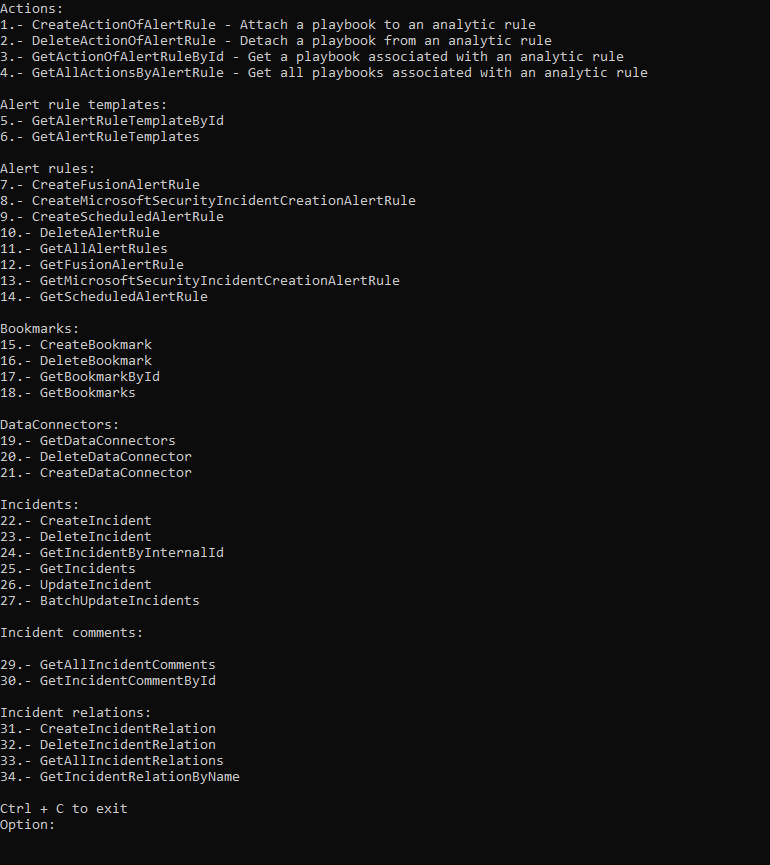 Actions:
1.- CreateActionOfAlertRule - Attach a playbook to an analytic rule
2.- DeleteActionOfAlertRule - Detach a playbook from an analytic rule
3.- GetActionOfAlertRuleById - Get a playbook associated with an analytic rule
4.- GetAllActionsByAlertRule - Get all playbooks associated with an analytic rule
Alert rule templates:
5.- GetAlertRuleTemplateById
6.- GetAlertRuleTemplates
Alert rules:
7.- CreateFusionAlertRule
8.- CreateMicrosoftSecurityIncidentCreationAlertRule
9.- CreateScheduledAlertRule
10.- DeleteAlertRule
11.- GetAllAlertRules
12.- GetFusionAlertRule
13.- GetMicrosoftSecurityIncidentCreationAlertRule
14.- GetScheduledAlertRule
Bookmarks:
15.- CreateBookmark
16.- DeleteBookmark
17.- GetBookmarkById
18.- GetBookmarks
DataConnectors:
19.- GetDataConnectors
20.- DeleteDataConnector
21.- CreateDataConnector
Incidents:
22.- CreateIncident
23.- DeleteIncident
24.- GetIncidentByInternalId
25.- GetIncidents
26.- UpdateIncident
27.- BatchUpdateIncidents
Incident comments:
29.- GetAllIncidentComments
30.- GetIncidentCommentById
Incident relations:
31.- CreateIncidentRelation
32.- DeleteIncidentRelation
33.- GetAllIncidentRelations
34.- GetIncidentRelationByName
Ctrl + C to exit
Option: